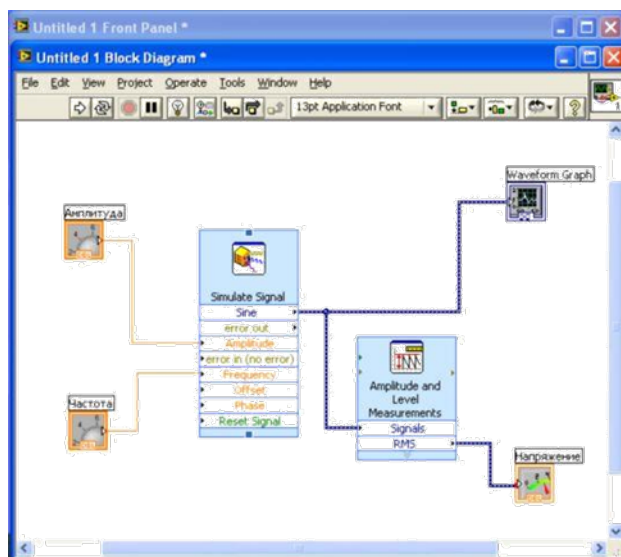 Untitled 1 Front Panel *
Untitled 1 Block Diagram *
File Edit View Project Operate Tools Window Help
13pt Application Font
1
Waveform Graph
Амплитуда
Simulate Signal
Sine
error out
Amplitude
error in (no error)
Frequency
Offset
Phase
Reset Signal
Частота
Amplitude and
Level
Measurements
Signals
RMS
Напряжение